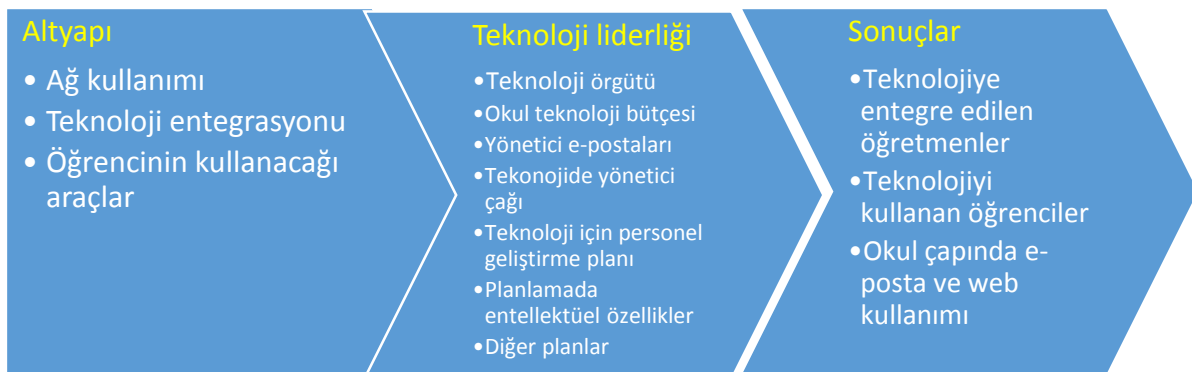 Altyapı
• Ağ kullanımı
• Teknoloji entegrasyonu
• Öğrencinin kullanacağı
araçlar
Teknoloji liderliği
•Teknoloji örgütü
•Okul teknoloji bütçesi
•Yönetici e-postaları
•Tekonojide yönetici
çağı
•Teknoloji için personel
geliştirme planı
•Planlamada
entellektüel özellikler
•Diğer planlar
Sonuçlar
•Teknolojiye
entegre edilen
öğretmenler
•Teknolojiyi
kullanan öğrenciler
•Okul çapında e-
posta ve web
kullanımı